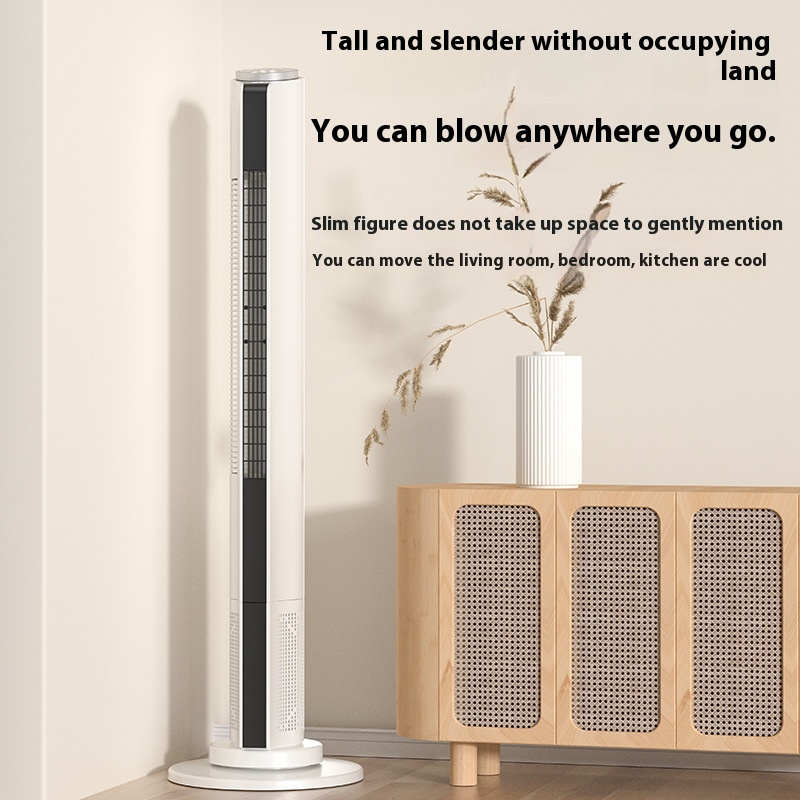 Tall and slender without occupying
land
You can blow anywhere you go.
Slim figure does not take up space to gently mention
You can move the living room, bedroom, kitchen are cool